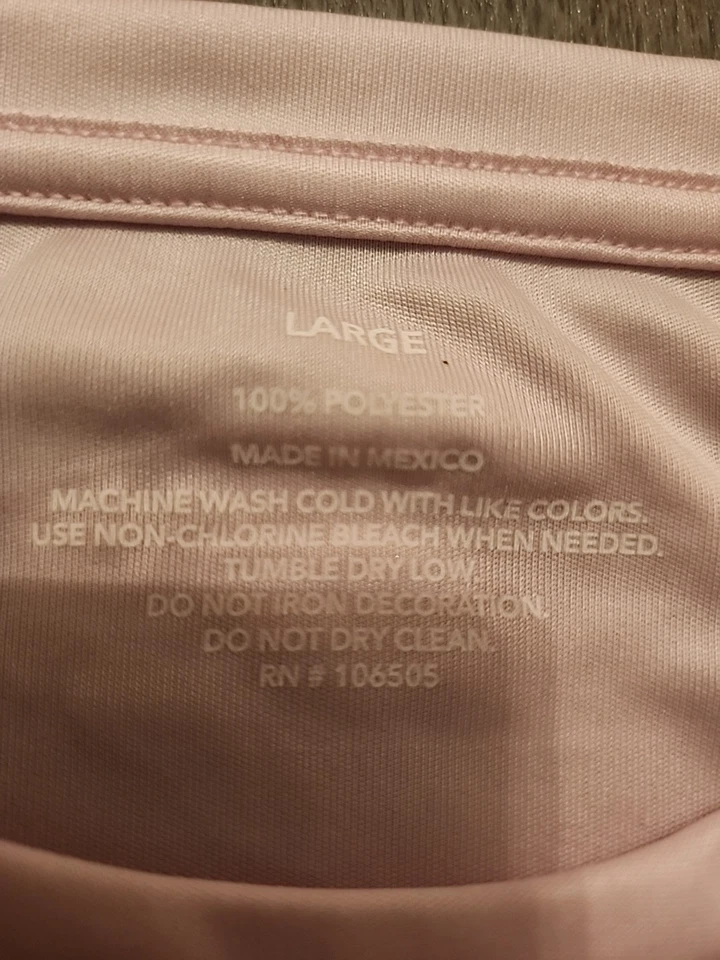 LARGE
100% POLYESTER
MADE IN MEXICO
MACHINE WASH COLD WITH LIKE COLORS.
USE NON-CHLORINE BLEACH WHEN NEEDED.
TUMBLE DRY LOW
DO NOT IRON DECORATION.
DO NOT DRY CLEAN.
RN # 106505